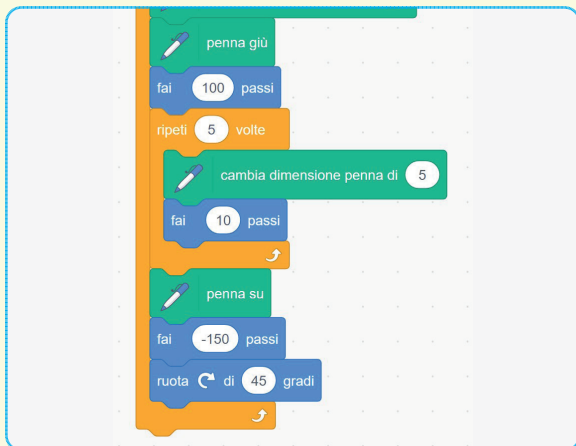 penna giù
fai 100 passi
ripeti 5 volte
cambia dimensione penna di 5
fai 10 passi
penna su
fai -150 passi
ruota di 45 gradi